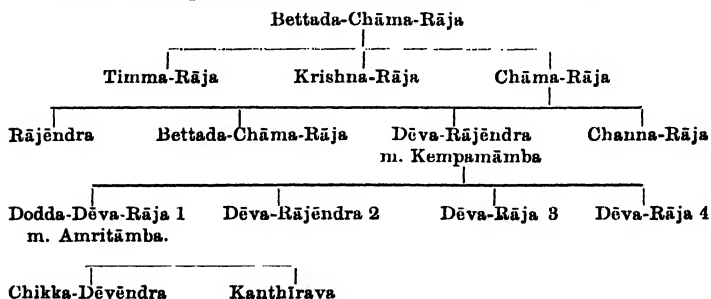 Bettada-Chāma-Rāja
Timma-Rāja Krishna-Rāja Chāma-Rāja
Rājēndra Bettada-Chāma-Rāja Dēva-Rājēndra Channa-Rāja
m. Kempamāmba
Dodda-Dēva-Rāja 1 Dēva-Rājēndra 2 Dēva-Rāja 3 Dēva-Rāja 4
m. Amritāmba.
Chikka-Dēvēndra Kanthīrava